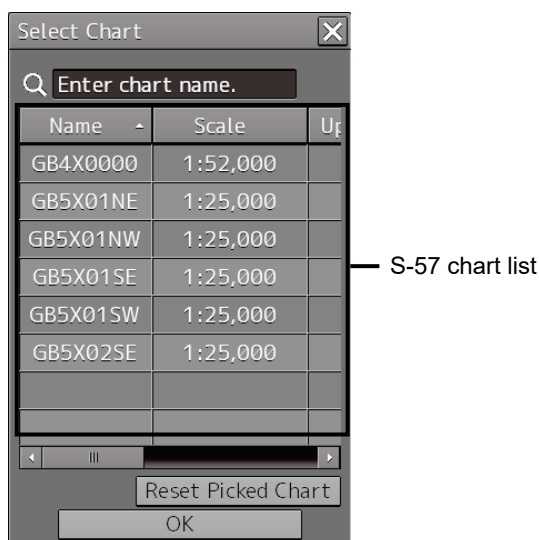 Select Chart
Enter chart name.
Name Scale Up
GB4X0000 1:52,000
GB5X01NE 1:25,000
GB5X01NW 1:25,000
GB5X01SE 1:25,000
S-57 chart list
GB5X01SW 1:25,000
GB5X02SE 1:25,000
Reset Picked Chart
OK